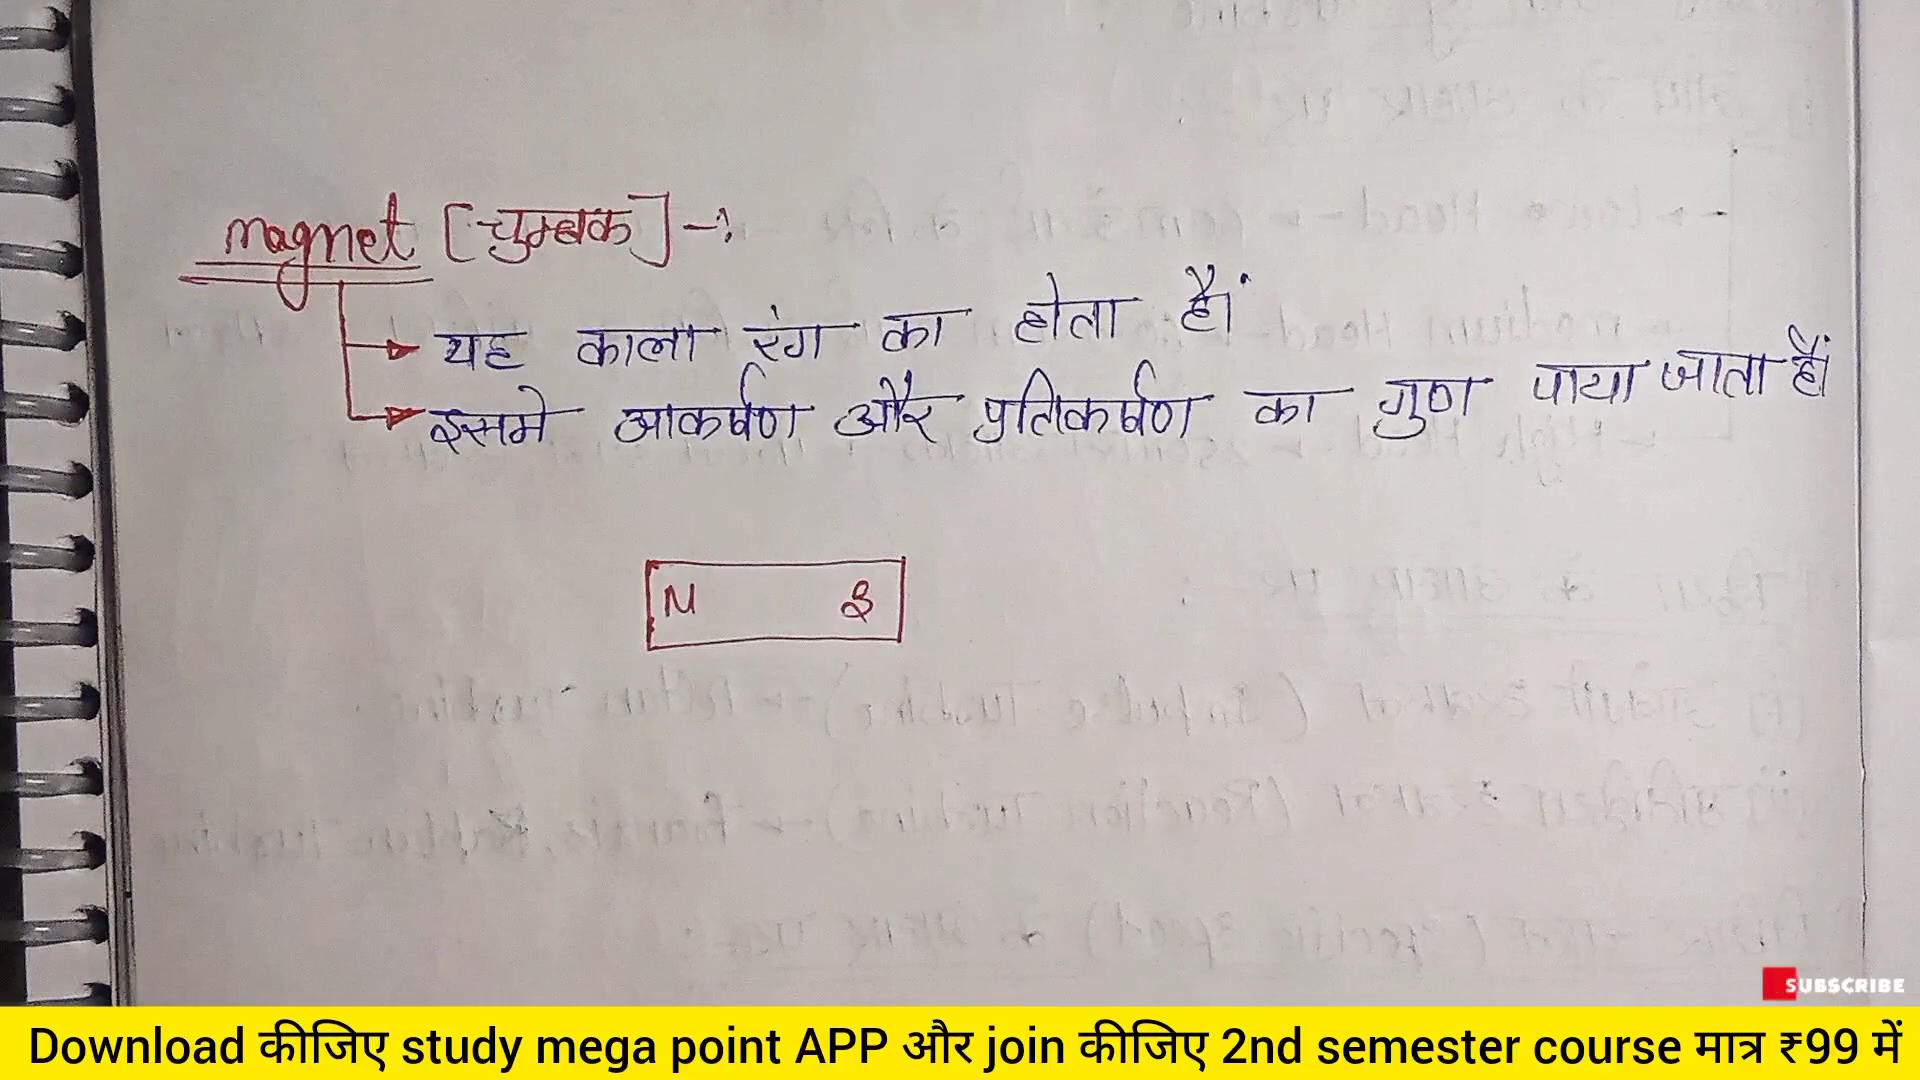 magnet [चुम्बक] -:
यह काला रंग का होता है।
इसमे आकर्षण और प्रतिकर्षण का गुण पाया जाता हैं।
N S
SUBSCRIBE
Download कीजिए study mega point APP और join कीजिए 2nd semester course मात्र ₹99 में